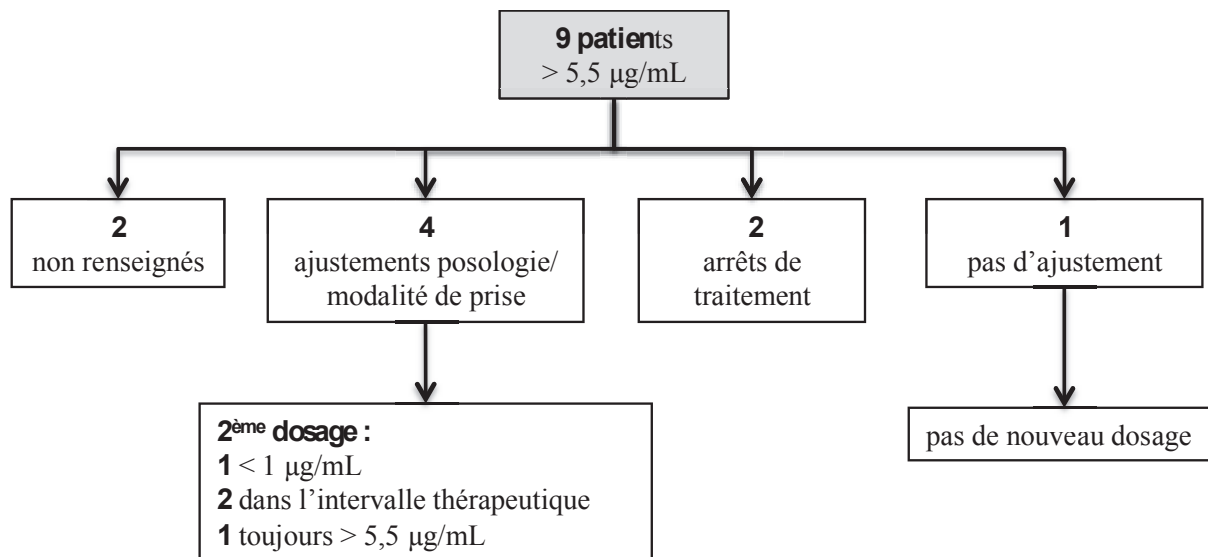 9 patients
> 5,5 µg/mL
2
non renseignés
4
ajustements posologie/
modalité de prise
2
arrêts de
traitement
1
pas d'ajustement
2ème dosage :
1 < 1 µg/mL
2 dans l'intervalle thérapeutique
1 toujours > 5,5 µg/mL
pas de nouveau dosage